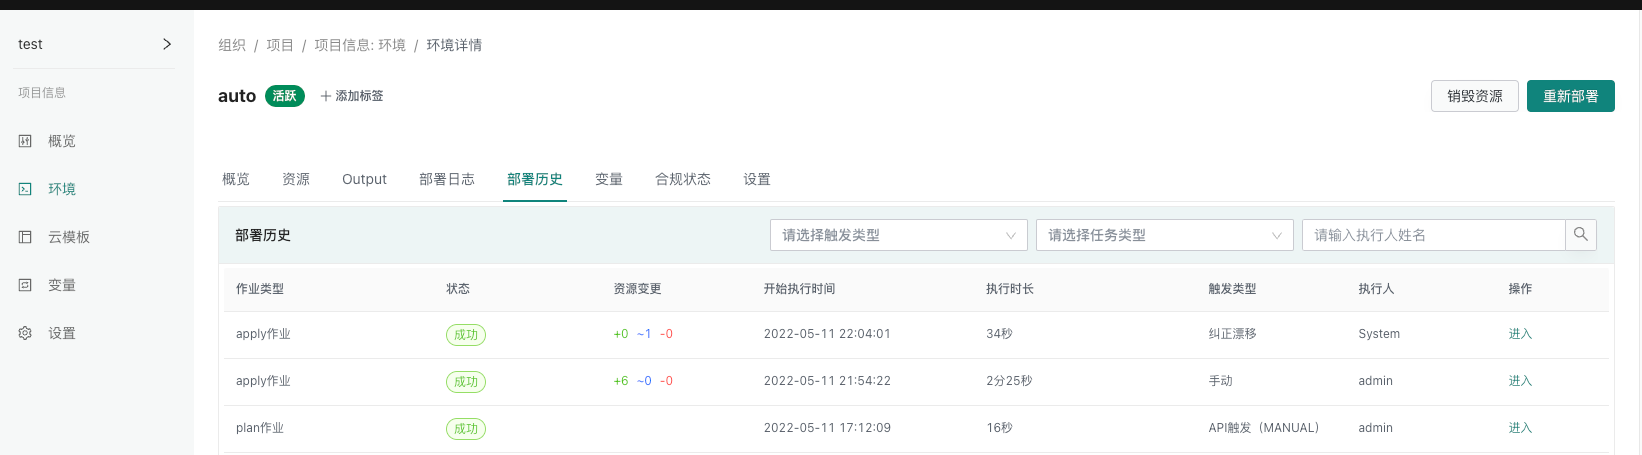 test
项目信息
概览
环境
云模板
变量
设置
组织 / 项目 / 项目信息: 环境 / 环境详情
auto 活跃 + 添加标签 销毁资源 重新部署
概览 资源 Output 部署日志 部署历史 变量 合规状态 设置
部署历史 请选择触发类型 请选择任务类型 请输入执行人姓名
作业类型 状态 资源变更 开始执行时间 执行时长 触发类型 执行人 操作
apply作业 成功 +0 ~1 -0 2022-05-11 22:04:01 34秒 纠正漂移 System 进入
apply作业 成功 +6 ~0 -0 2022-05-11 21:54:22 2分25秒 手动 admin 进入
plan作业 成功 2022-05-11 17:12:09 16秒 API触发（MANUAL） admin 进入